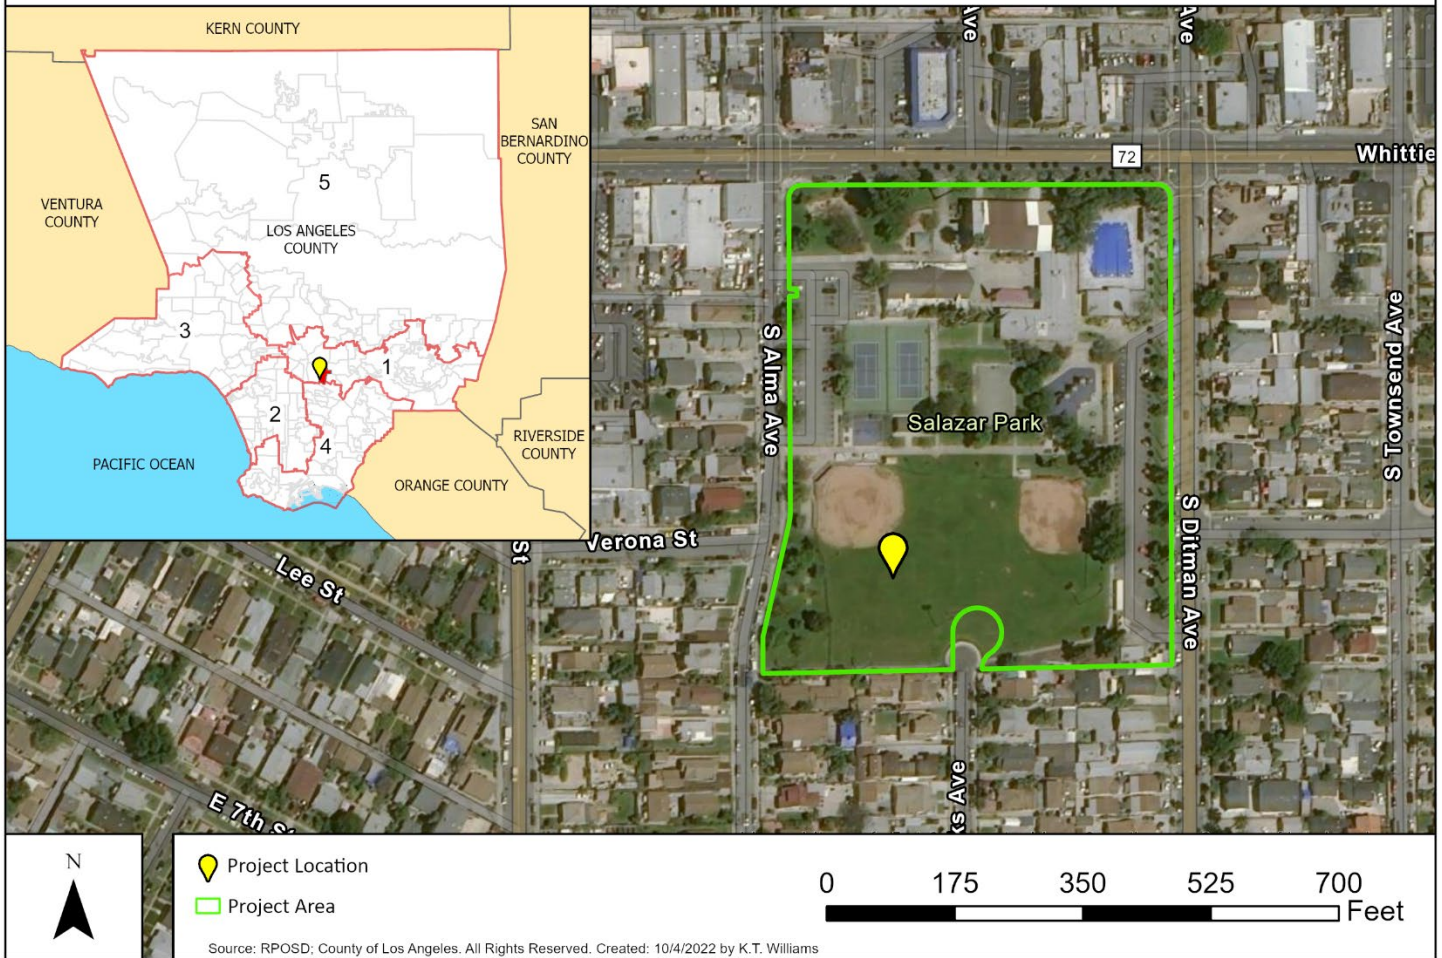 KERN COUNTY
SAN
BERNARDINO
COUNTY
5
VENTURA
COUNTY
LOS ANGELES
COUNTY
3
1
2
4
PACIFIC OCEAN
RIVERSIDE
COUNTY
ORANGE COUNTY
Ave
Ave
72
Whittie
S Alma Ave
Salazar Park
S Townsend Ave
S Ditman Ave
Verona St
St
Lee St
E 7th St
ks Ave
N
Project Location
Project Area
0 175 350 525 700
Feet
Source: RPOSD; County of Los Angeles. All Rights Reserved. Created: 10/4/2022 by K.T. Williams